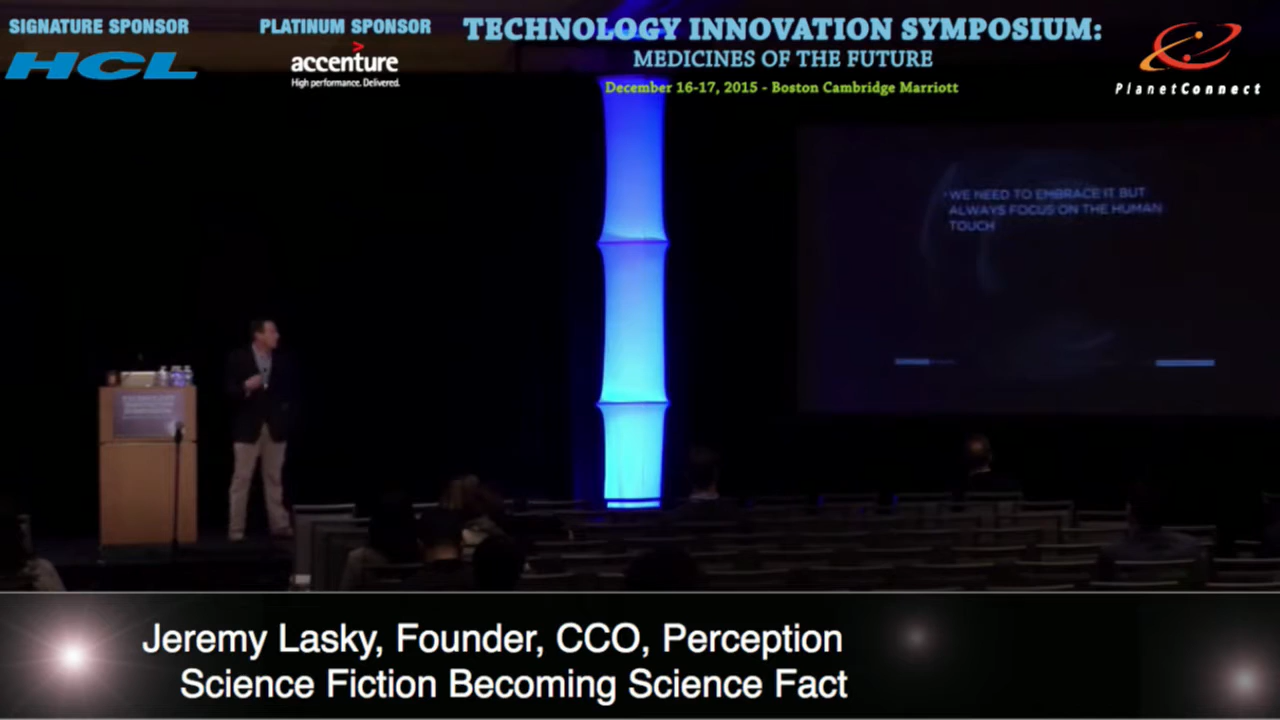 SIGNATURE SPONSOR
HCL
PLATINUM SPONSOR
accenture
High performance. Delivered.
TECHNOLOGY INNOVATION SYMPOSIUM:
MEDICINES OF THE FUTURE
December 16-17, 2015 - Boston Cambridge Marriott
PlanetConnect
WE NEED TO EMBRACE IT BUT
ALWAYS FOCUS ON THE HUMAN
TOUCH
Jeremy Lasky, Founder, CCO, Perception
Science Fiction Becoming Science Fact